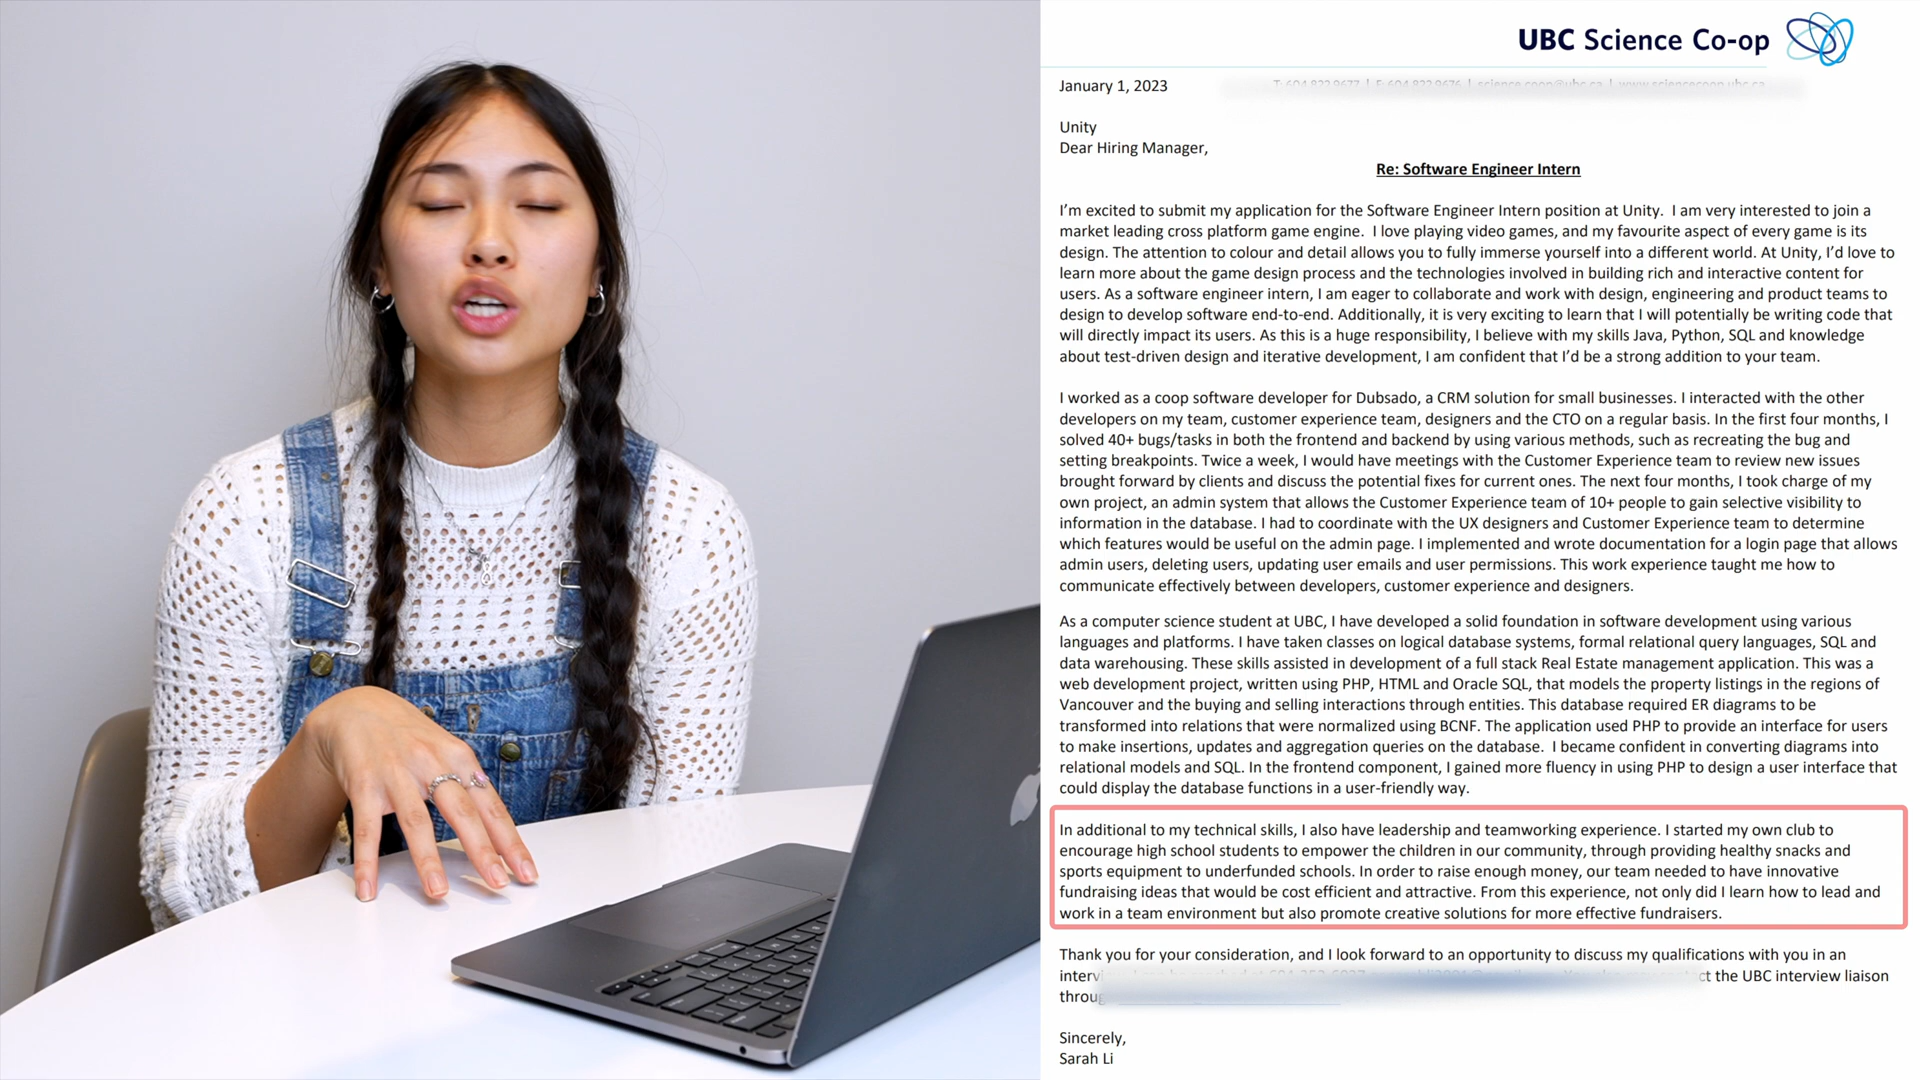 UBC Science Co-op
January 1, 2023
Unity
Dear Hiring Manager,
Re: Software Engineer Intern
I'm excited to submit my application for the Software Engineer Intern position at Unity. I am very interested to join a
market leading cross platform game engine. I love playing video games, and my favourite aspect of every game is its
design. The attention to colour and detail allows you to fully immerse yourself into a different world. At Unity, I'd love to
learn more about the game design process and the technologies involved in building rich and interactive content for
users. As a software engineer intern, I am eager to collaborate and work with design, engineering and product teams to
design to develop software end-to-end. Additionally, it is very exciting to learn that I will potentially be writing code that
will directly impact its users. As this is a huge responsibility, I believe with my skills Java, Python, SQL and knowledge
about test-driven design and iterative development, I am confident that I'd be a strong addition to your team.
I worked as a coop software developer for Dubsado, a CRM solution for small businesses. I interacted with the other
developers on my team, customer experience team, designers and the CTO on a regular basis. In the first four months, I
solved 40+ bugs/tasks in both the frontend and backend by using various methods, such as recreating the bug and
setting breakpoints. Twice a week, I would have meetings with the Customer Experience team to review new issues
brought forward by clients and discuss the potential fixes for current ones. The next four months, I took charge of my
own project, an admin system that allows the Customer Experience team of 10+ people to gain selective visibility to
information in the database. I had to coordinate with the UX designers and Customer Experience team to determine
which features would be useful on the admin page. I implemented and wrote documentation for a login page that allows
admin users, deleting users, updating user emails and user permissions. This work experience taught me how to
communicate effectively between developers, customer experience and designers.
As a computer science student at UBC, I have developed a solid foundation in software development using various
languages and platforms. I have taken classes on logical database systems, formal relational query languages, SQL and
data warehousing. These skills assisted in development of a full stack Real Estate management application. This was a
web development project, written using PHP, HTML and Oracle SQL, that models the property listings in the regions of
Vancouver and the buying and selling interactions through entities. This database required ER diagrams to be
transformed into relations that were normalized using BCNF. The application used PHP to provide an interface for users
to make insertions, updates and aggregation queries on the database. I became confident in converting diagrams into
relational models and SQL. In the frontend component, I gained more fluency in using PHP to design a user interface that
could display the database functions in a user-friendly way.
In additional to my technical skills, I also have leadership and teamworking experience. I started my own club to
encourage high school students to empower the children in our community, through providing healthy snacks and
sports equipment to underfunded schools. In order to raise enough money, our team needed to have innovative
fundraising ideas that would be cost efficient and attractive. From this experience, not only did I learn how to lead and
work in a team environment but also promote creative solutions for more effective fundraisers.
Thank you for your consideration, and I look forward to an opportunity to discuss my qualifications with you in an
the UBC interview liaison
Sincerely,
Sarah Li